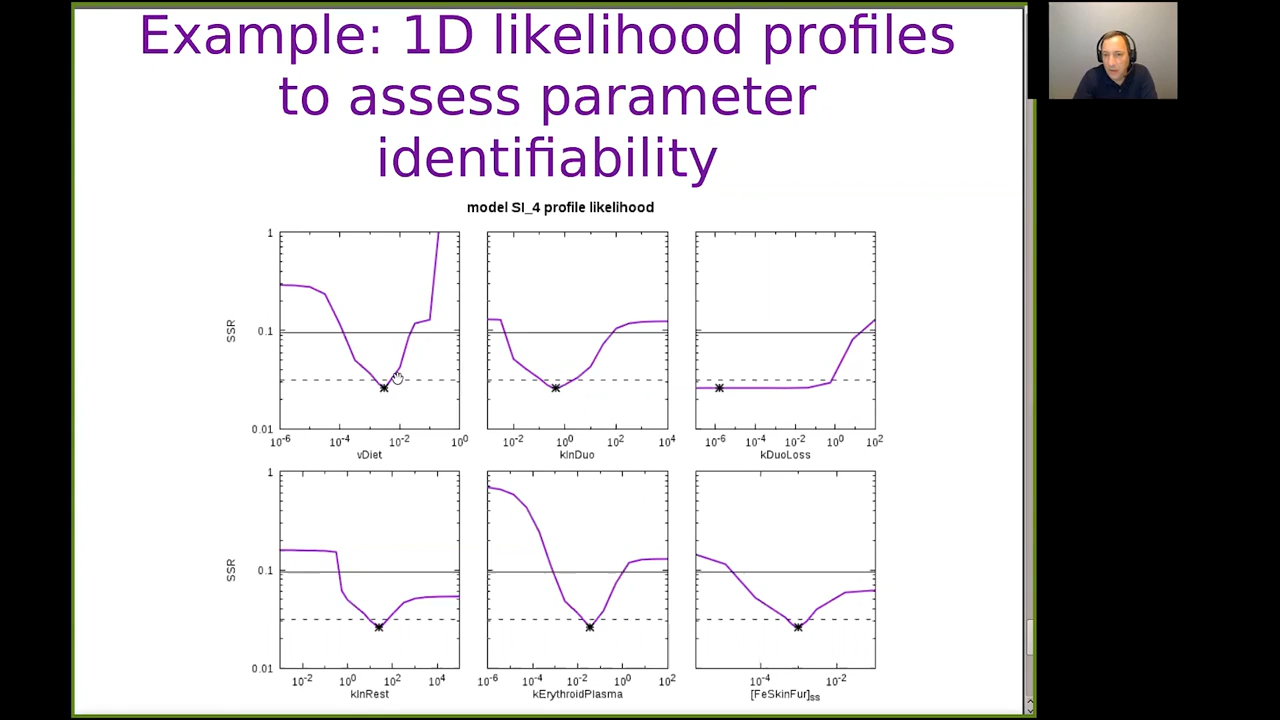 Example: 1D likelihood profiles
to assess parameter
identifiability
model SI_4 profile likelihood
1
0.1
0.01
SSR
10^-6 10^-4 10^-2 10^0
vDiet
10^-2 10^0 10^2 10^4
kInDuo
10^-6 10^-4 10^-2 10^0 10^2
kDuoLoss
1
0.1
0.01
SSR
10^-2 10^0 10^2 10^4
kInRest
10^-6 10^-4 10^-2 10^0 10^2
kErythroidPlasma
10^-4 10^-2
[FeSkinFur]ss